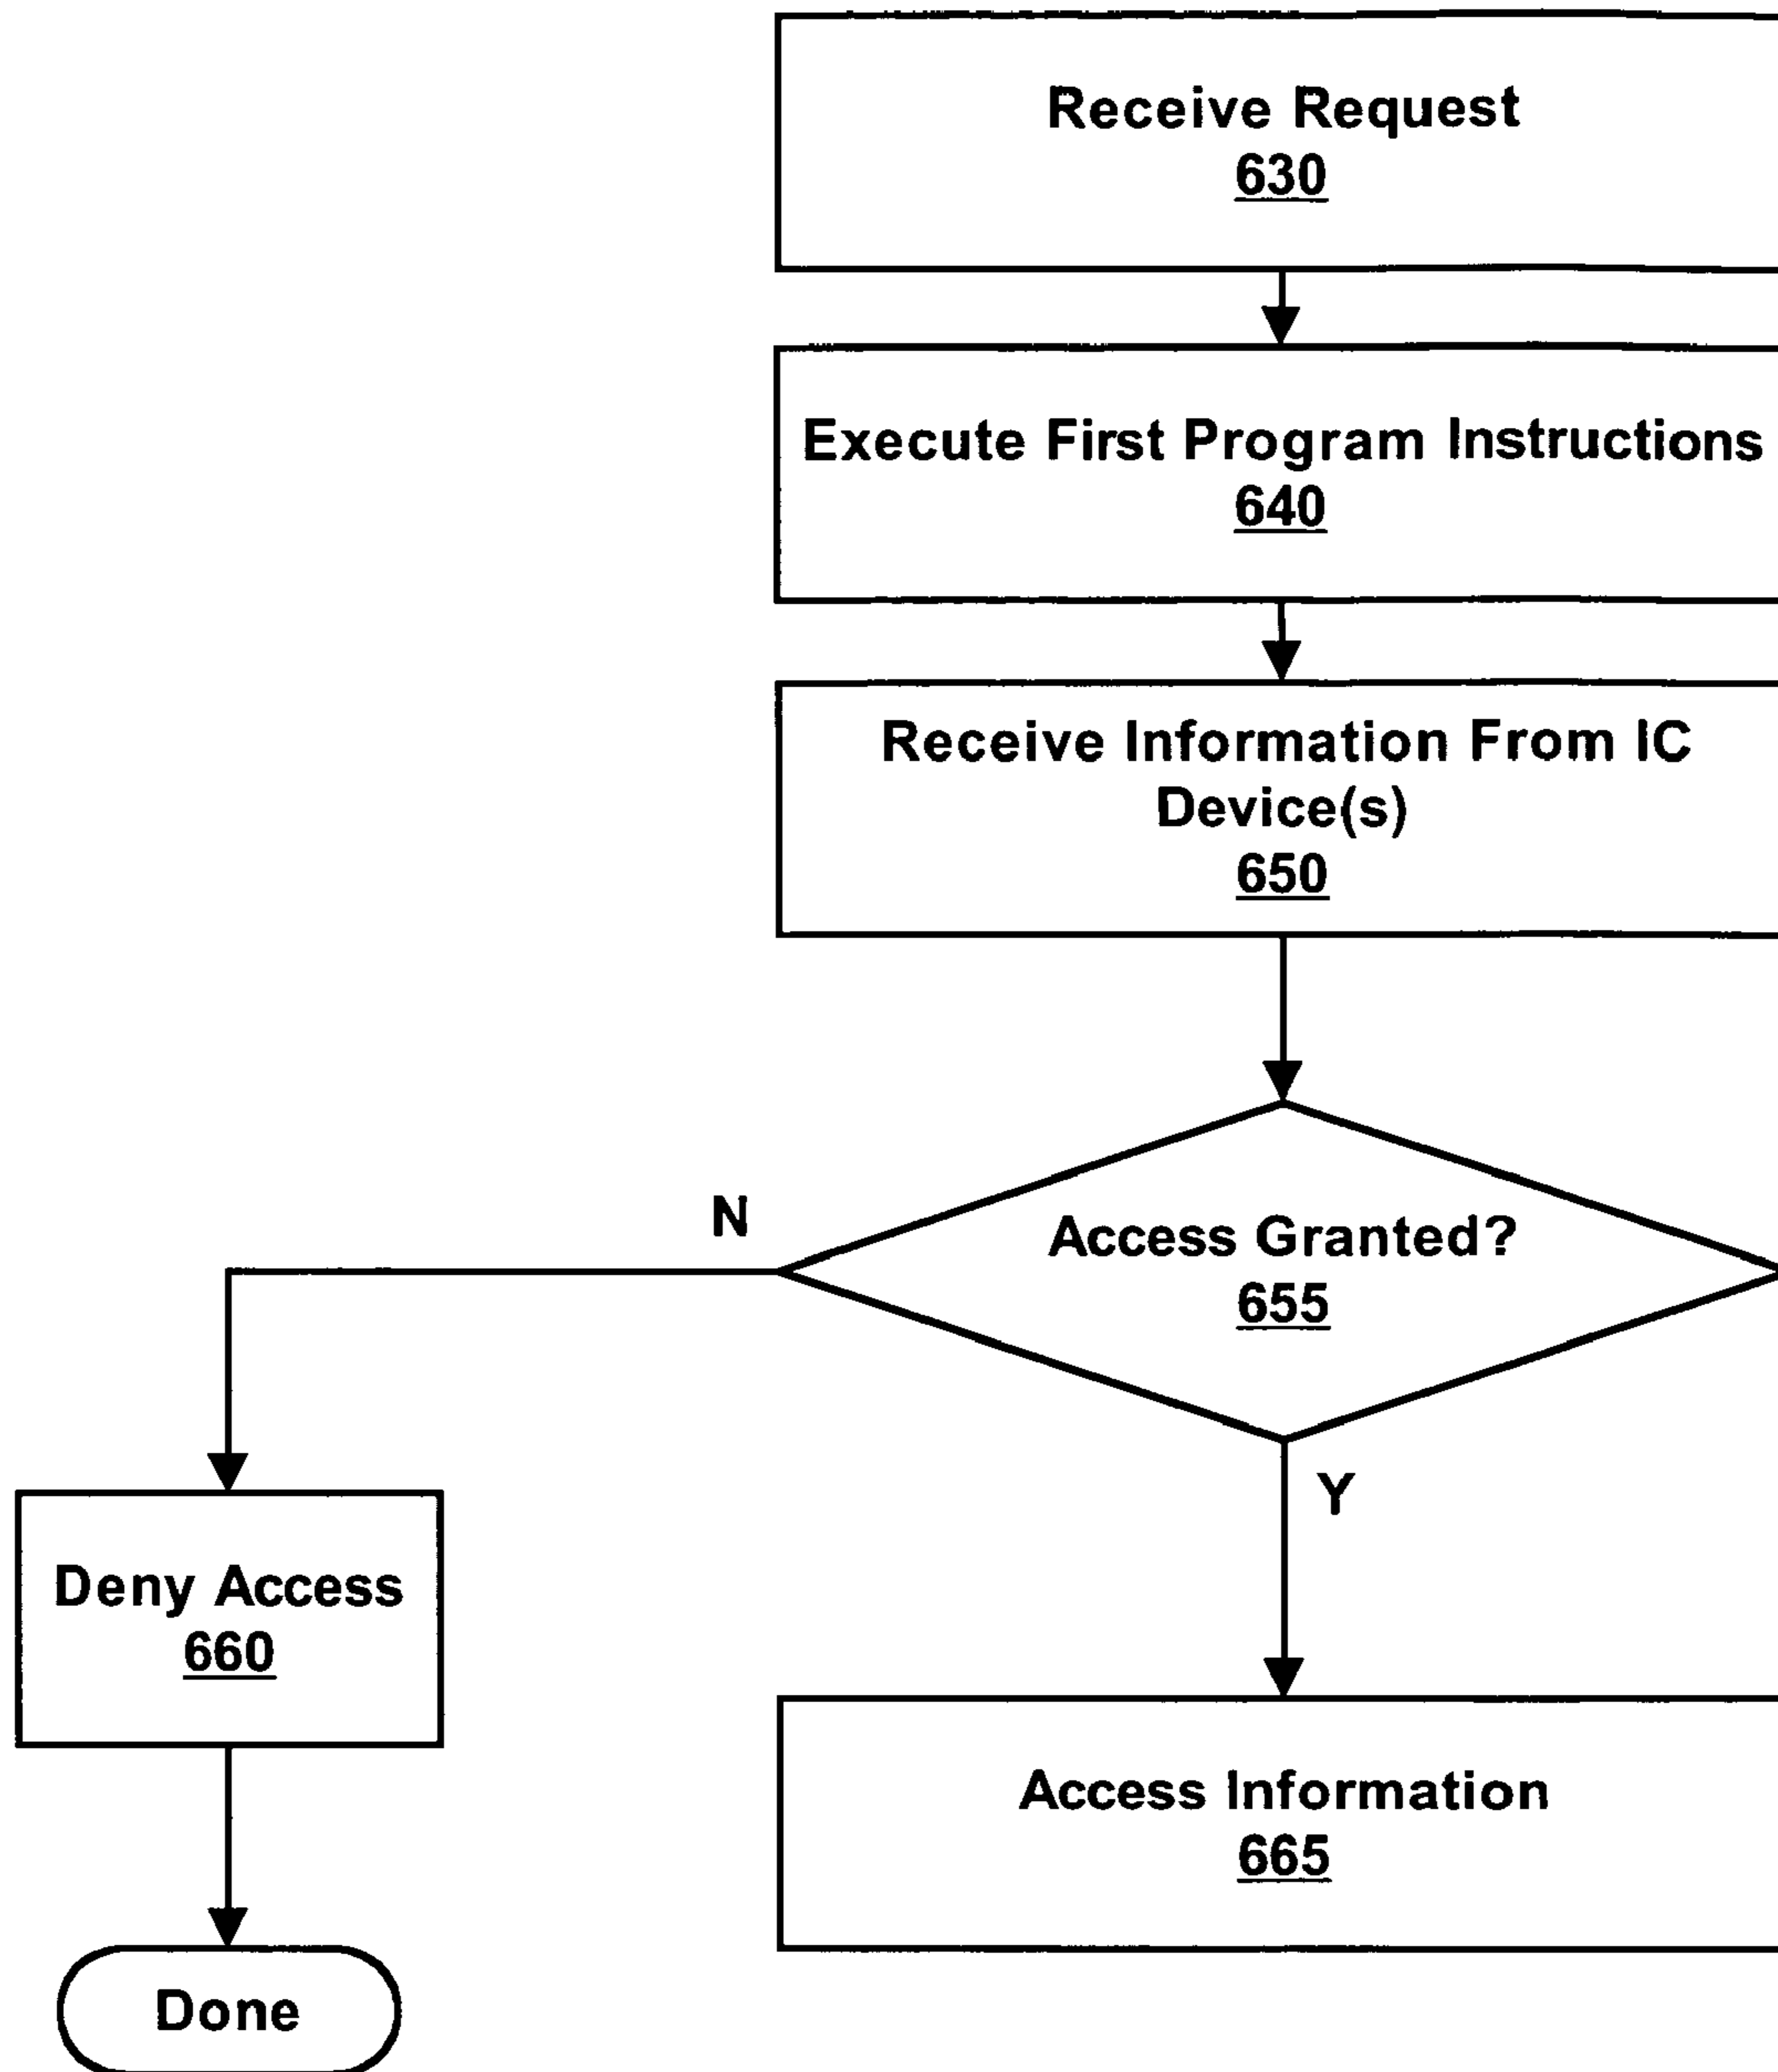 Receive Request
630
Execute First Program Instructions
640
Receive Information From IC
Device(s)
650
N
Access Granted?
655
Y
Deny Access
660
Access Information
665
Done